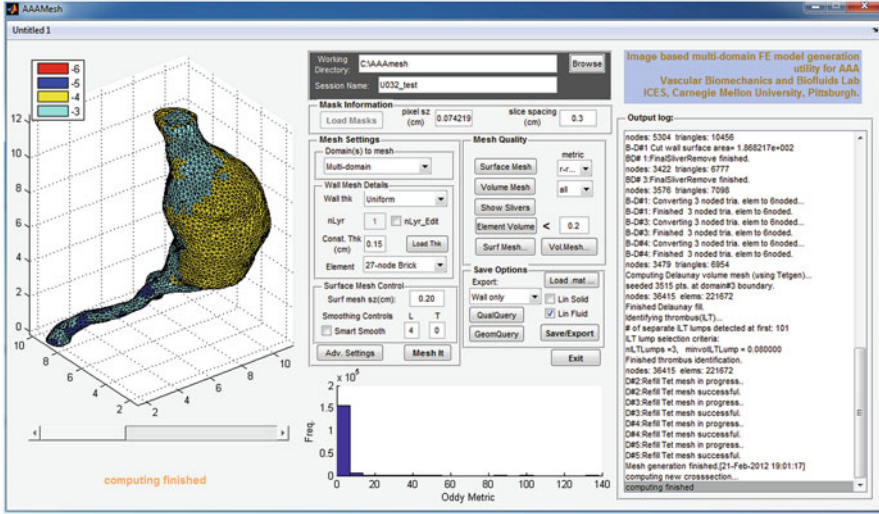 AAAMesh
Untitled 1
-6
-5
-4
-3
12
10
8
6
4
2
0
10
8
6
4
2
2
4
6
8
10
computing finished
Working Directory:
C:\AAAmesh
Browse
Session Name:
U032_test
Mask Information
Load Masks
pixel sz (cm)
0.074219
slice spacing (cm)
0.3
Mesh Settings
Domain(s) to mesh
Multi-domain
Wall Mesh Details
Wall thk
Uniform
nLyr
1
nLyr_Edit
Const. Thk (cm)
0.15
Load Thk
Element
27-node Brick
Surface Mesh Control
Surf mesh sz(cm):
0.20
Smoothing Controls
L
T
Smart Smooth
4
0
Adv. Settings
Mesh It
Mesh Quality
metric
Surface Mesh
r-r...
Volume Mesh
all
Show Slivers
Element Volume
<
0.2
Surf Mesh...
Vol.Mesh...
Save Options
Export:
Load .mat ...
Wall only
Lin Solid
QualQuery
Lin Fluid
GeomQuery
Save/Export
Exit
x 10^5
2
1.5
1
0.5
0
Freq.
0
20
40
60
80
100
120
140
Oddy Metric
Image based multi-domain FE model generation
utility for AAA
Vascular Biomechanics and Biofluids Lab
ICES, Carnegie Mellon University, Pittsburgh.
Output log:
nodes: 5304 triangles: 10456
B-D#1 Cut wall surface area= 1.868217e+002
BD# 1:FinalSliverRemove finished.
nodes: 3422 triangles: 6777
BD# 3:FinalSliverRemove finished.
nodes: 3576 triangles: 7098
B-D#1: Converting 3 noded tria. elem to 6noded...
B-D#1: Finished 3 noded tria. elem to 6noded.
B-D#3: Converting 3 noded tria. elem to 6noded...
B-D#3: Finished 3 noded tria. elem to 6noded.
B-D#4: Converting 3 noded tria. elem to 6noded...
B-D#4: Finished 3 noded tria. elem to 6noded.
nodes: 3479 triangles: 6954
Computing Delaunay volume mesh (using Tetgen)...
seeded 3515 pts. at domain#3 boundary.
nodes: 36415 elems: 221672
Finished Delaunay fill.
Identifying thrombus(ILT)...
# of separate ILT lumps detected at first: 101
ILT lump selection criteria:
nILTLumps =3, minvolILTLump = 0.080000
Finished thrombus identification.
nodes: 36415 elems: 221672
D#2:Refill Tet mesh in progress..
D#2:Refill Tet mesh successful.
D#3:Refill Tet mesh in progress..
D#3:Refill Tet mesh successful.
D#4:Refill Tet mesh in progress..
D#4:Refill Tet mesh successful.
D#5:Refill Tet mesh in progress..
D#5:Refill Tet mesh successful.
Mesh generation finished.[21-Feb-2012 19:01:17]
computing new crosssection...
computing finished